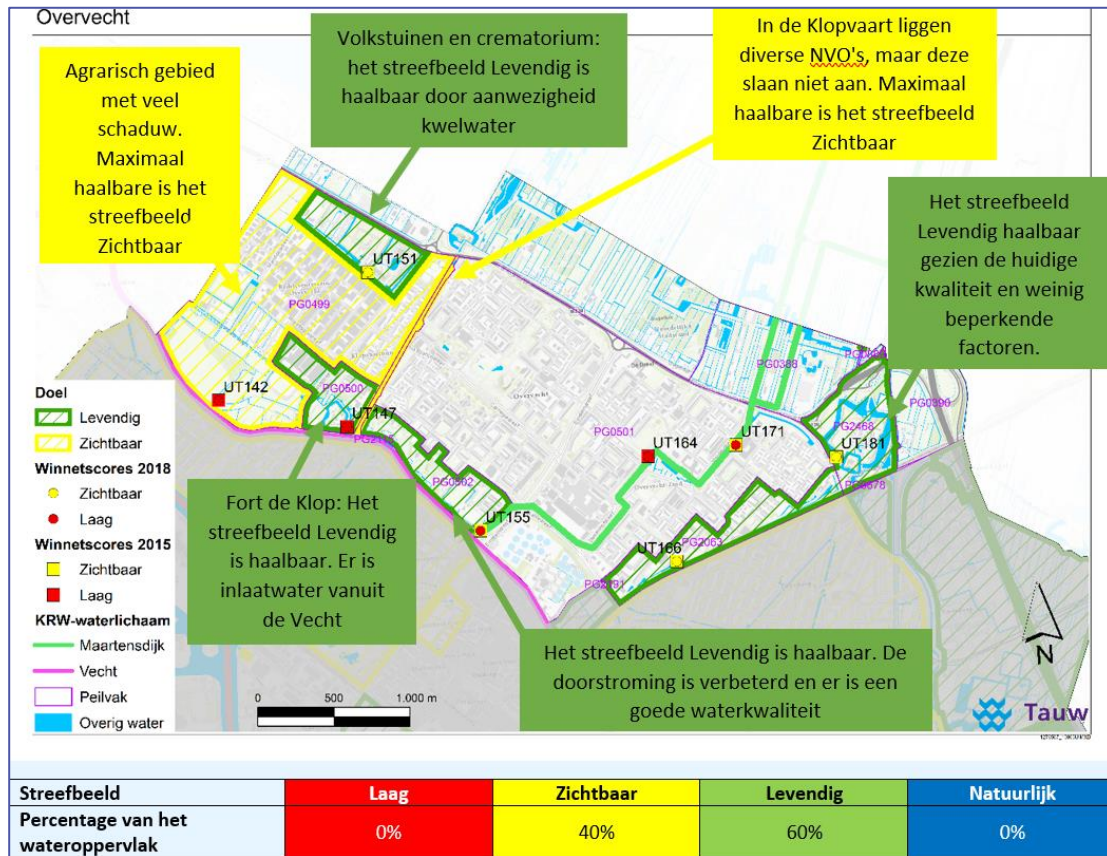 Overvecht
Agrarisch gebied
met veel
schaduw.
Maximaal
haalbare is het
streefbeeld
Zichtbaar
Volkstuinen en crematorium:
het streefbeeld Levendig is
haalbaar door aanwezigheid
kwelwater
In de Klopvaart liggen
diverse NVO's, maar deze
slaan niet aan. Maximaal
haalbare is het streefbeeld
Zichtbaar
Het streefbeeld
Levendig haalbaar
gezien de huidige
kwaliteit en weinig
beperkende
factoren.
UT151
PG0499
UT142
PG0500
UT147
PG0502
UT155
PG0501
UT164
UT171
PG0388
PG2468
PG0390
UT181
UT166
PG2063
Overvecht
Doel
Levendig
Zichtbaar
Winnetscores 2018
Zichtbaar
Laag
Winnetscores 2015
Zichtbaar
Laag
KRW-waterlichaam
Maartensdijk
Vecht
Peilvak
Overig water
Fort de Klop: Het
streefbeeld Levendig
is haalbaar. Er is
inlaatwater vanuit
de Vecht
Het streefbeeld Levendig is haalbaar. De
doorstroming is verbeterd en er is een
goede waterkwaliteit
0 500 1.000 m
N
Tauw
Streefbeeld Laag Zichtbaar Levendig Natuurlijk
Percentage van het
wateroppervlak 0% 40% 60% 0%